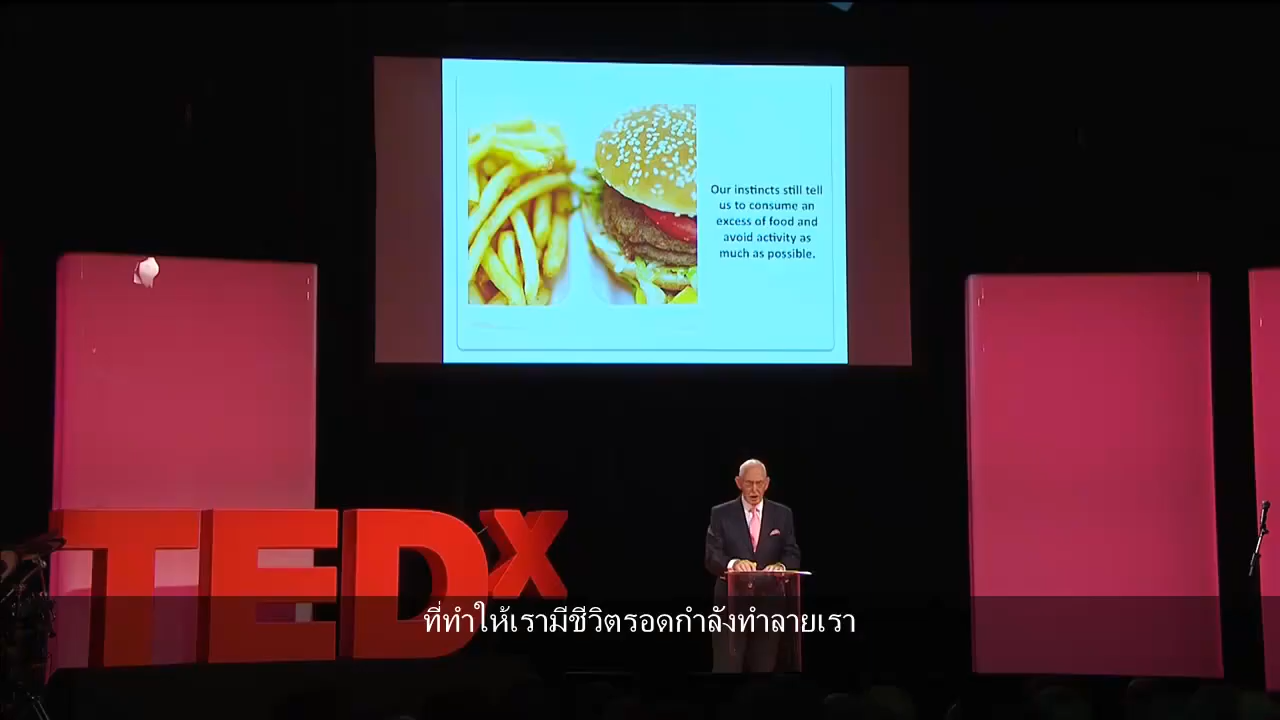 Our instincts still tell
us to consume an
excess of food and
avoid activity as
much as possible.
TEDx
ที่ทำให้เรามีชีวิตรอดกำลังทำลายเรา